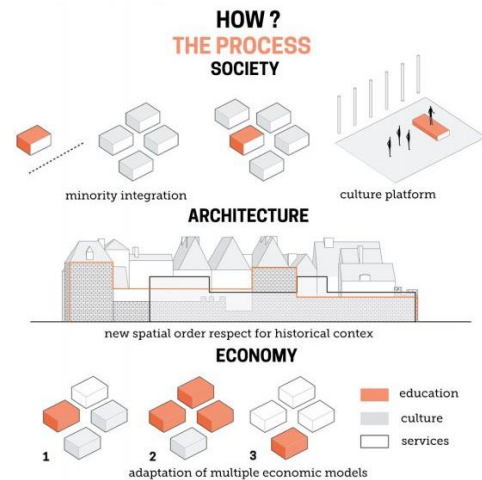 HOW ?
THE PROCESS
SOCIETY
minority integration
culture platform
ARCHITECTURE
new spatial order respect for historical contex
ECONOMY
education
culture
services
1
2
3
adaptation of multiple economic models